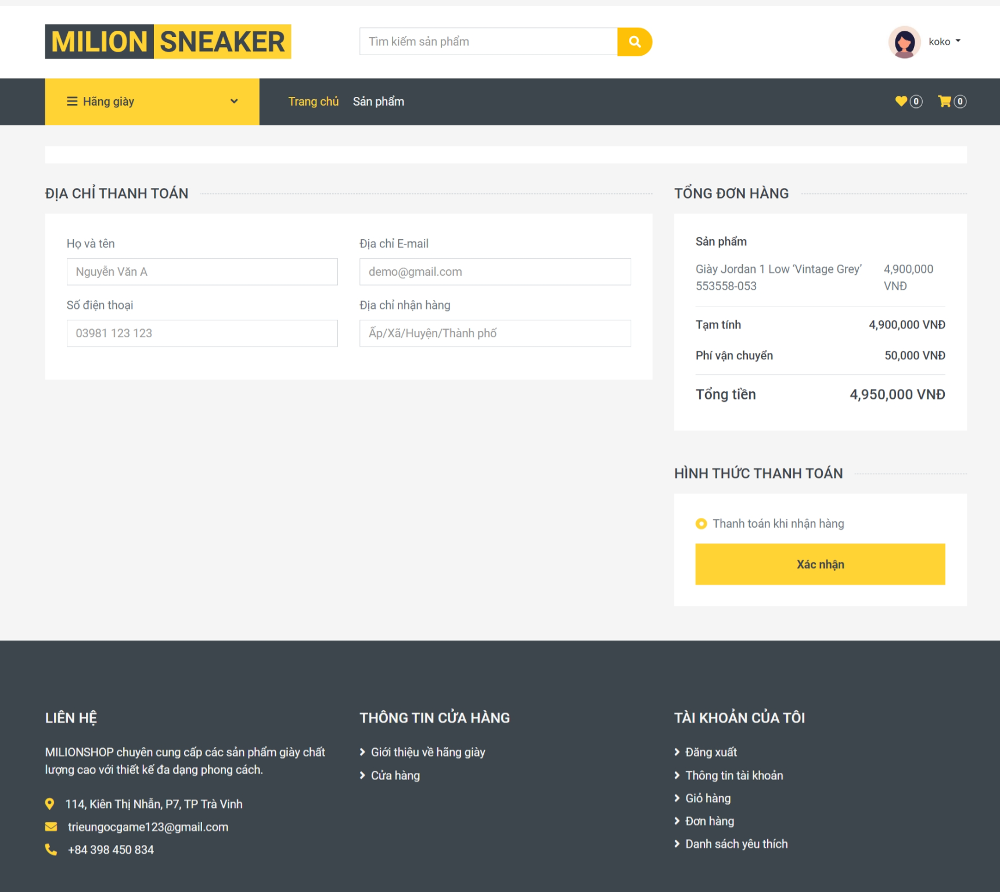 MILION SNEAKER
Tìm kiếm sản phẩm
koko
Hãng giày
Trang chủ
Sản phẩm
0
0
ĐỊA CHỈ THANH TOÁN
Họ và tên
Địa chỉ E-mail
Nguyễn Văn A
demo@gmail.com
Số điện thoại
Địa chỉ nhận hàng
03981 123 123
Ấp/Xã/Huyện/Thành phố
TỔNG ĐƠN HÀNG
Sản phẩm
Giày Jordan 1 Low ‘Vintage Grey’ 4,900,000
553558-053 VNĐ
Tạm tính 4,900,000 VNĐ
Phí vận chuyển 50,000 VNĐ
Tổng tiền 4,950,000 VNĐ
HÌNH THỨC THANH TOÁN
Thanh toán khi nhận hàng
Xác nhận
LIÊN HỆ
MILIONSHOP chuyên cung cấp các sản phẩm giày chất
lượng cao với thiết kế đa dạng phong cách.
114, Kiên Thị Nhẫn, P7, TP Trà Vinh
trieungocgame123@gmail.com
+84 398 450 834
THÔNG TIN CỬA HÀNG
Giới thiệu về hãng giày
Cửa hàng
TÀI KHOẢN CỦA TÔI
Đăng xuất
Thông tin tài khoản
Giỏ hàng
Đơn hàng
Danh sách yêu thích